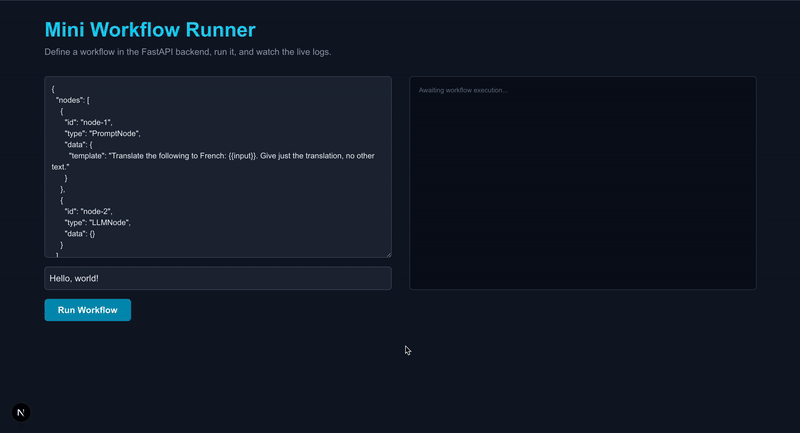 Mini Workflow Runner
Define a workflow in the FastAPI backend, run it, and watch the live logs.
{
"nodes": [
{
"id": "node-1",
"type": "PromptNode",
"data": {
"template": "Translate the following to French: {{input}}. Give just the translation, no other
text."
}
},
{
"id": "node-2",
"type": "LLMNode",
"data": {}
}
]
Hello, world!
Run Workflow
Awaiting workflow execution...
N